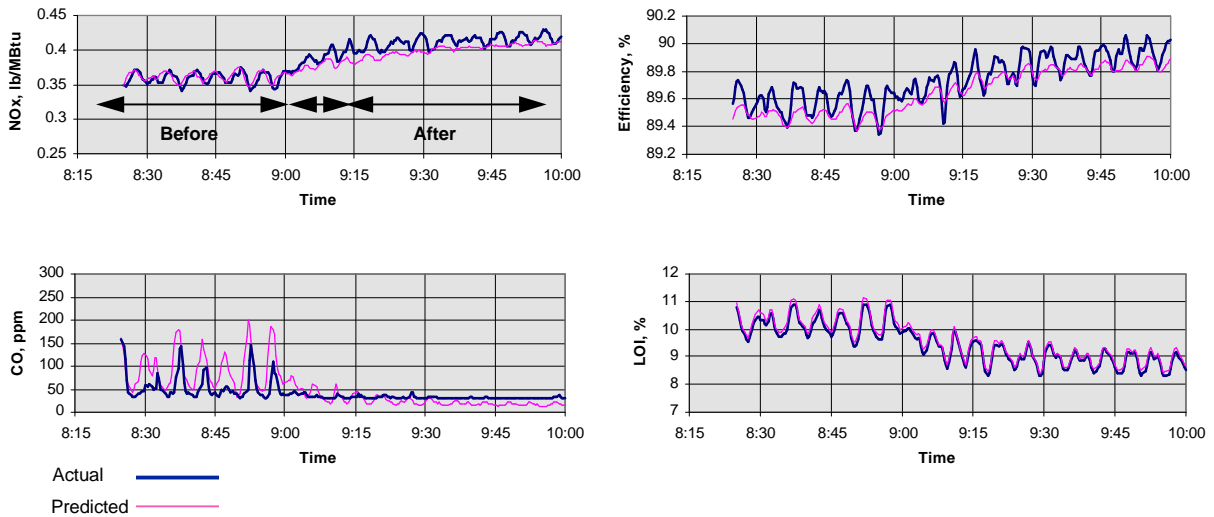 NOx, lb/MBtu
0.45
0.4
0.35
0.3
0.25
Before
After
8:15 8:30 8:45 9:00 9:15 9:30 9:45 10:00
Time
Efficiency, %
90.2
90
89.8
89.6
89.4
89.2
8:15 8:30 8:45 9:00 9:15 9:30 9:45 10:00
Time
CO, ppm
300
250
200
150
100
50
0
8:15 8:30 8:45 9:00 9:15 9:30 9:45 10:00
Time
LOI, %
12
11
10
9
8
7
8:15 8:30 8:45 9:00 9:15 9:30 9:45 10:00
Time
Actual
Predicted